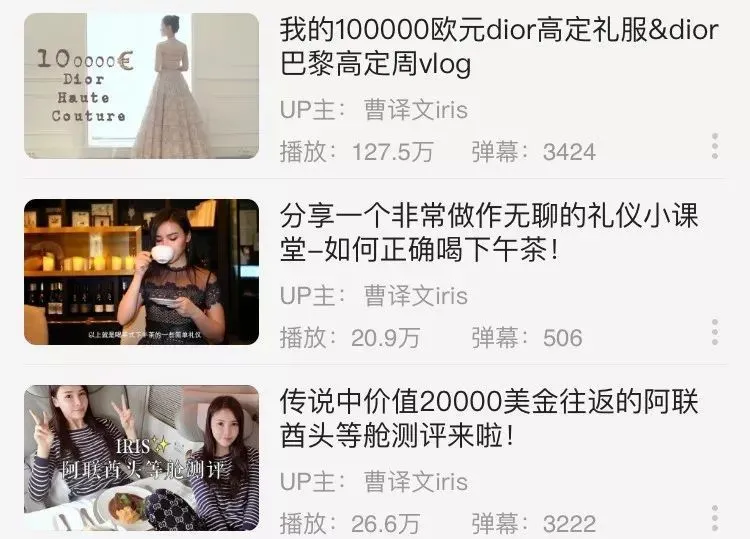 100000€
Dior
Haute
Couture
我的100000欧元dior高定礼服&dior
巴黎高定周vlog
UP主：曹译文iris
播放：127.5万 弹幕：3424
以上就是喝英式下午茶的一些简单礼仪
分享一个非常做作无聊的礼仪小课
堂-如何正确喝下午茶！
UP主：曹译文iris
播放：20.9万 弹幕：506
IRIS✨
阿联酋头等舱测评
传说中价值20000美金往返的阿联
酋头等舱测评来啦！
UP主：曹译文iris
播放：26.6万 弹幕：3222